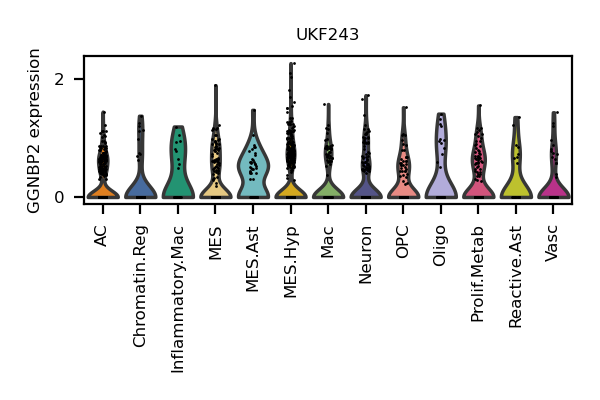 UKF243
GGNBP2 expression
2
0
AC
Chromatin.Reg
Inflammatory.Mac
MES
MES.Ast
MES.Hyp
Mac
Neuron
OPC
Oligo
Prolif.Metab
Reactive.Ast
Vasc